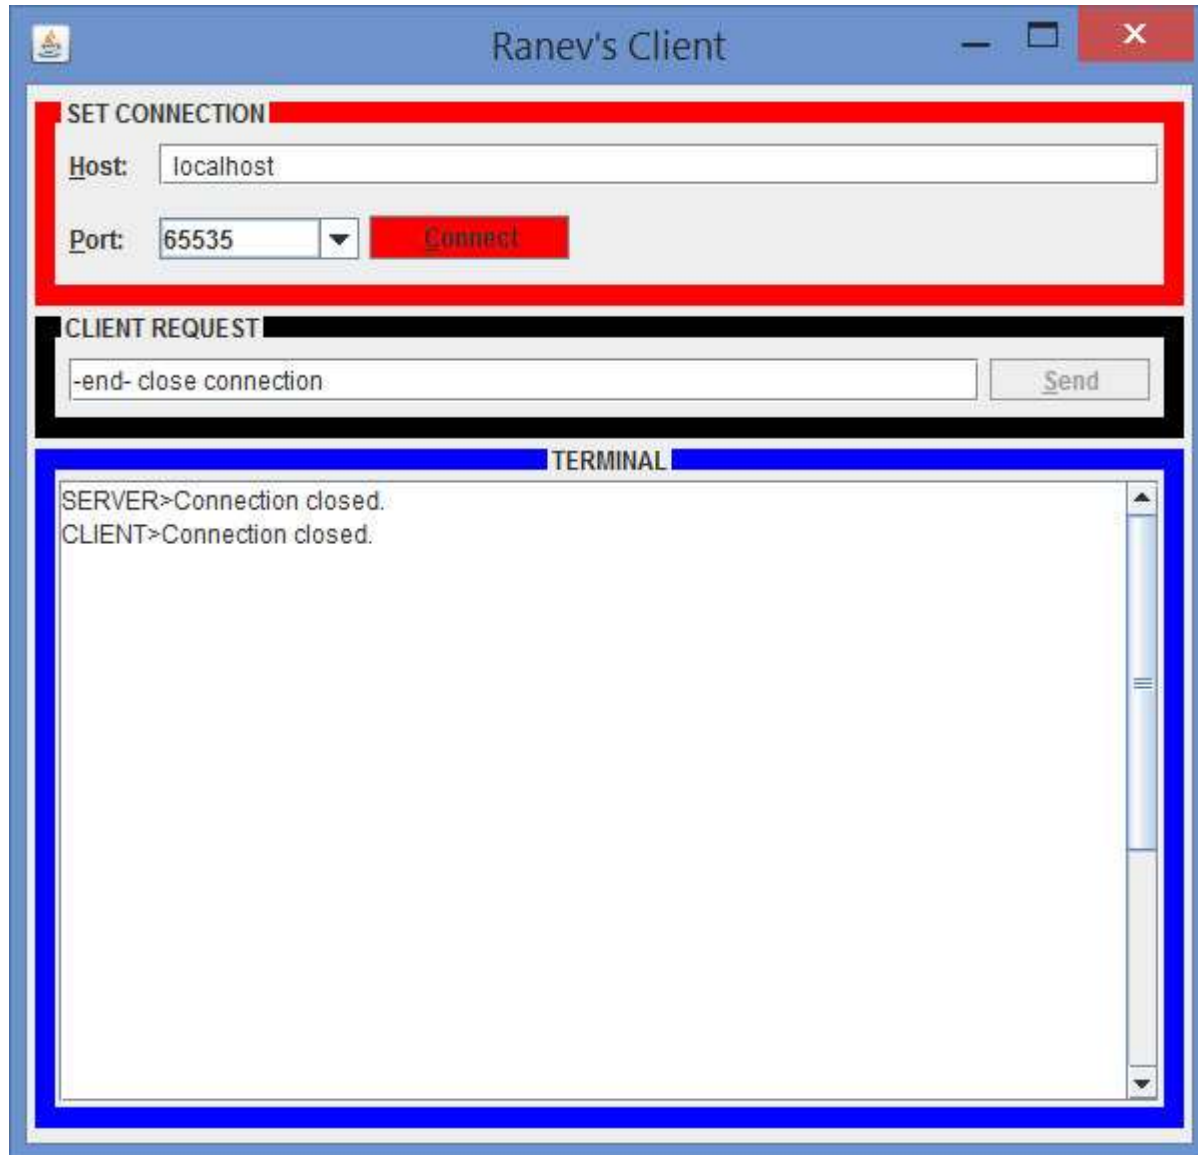 Ranev's Client
SET CONNECTION
Host: localhost
Port: 65535 Connect
CLIENT REQUEST
-end- close connection Send
TERMINAL
SERVER>Connection closed.
CLIENT>Connection closed.